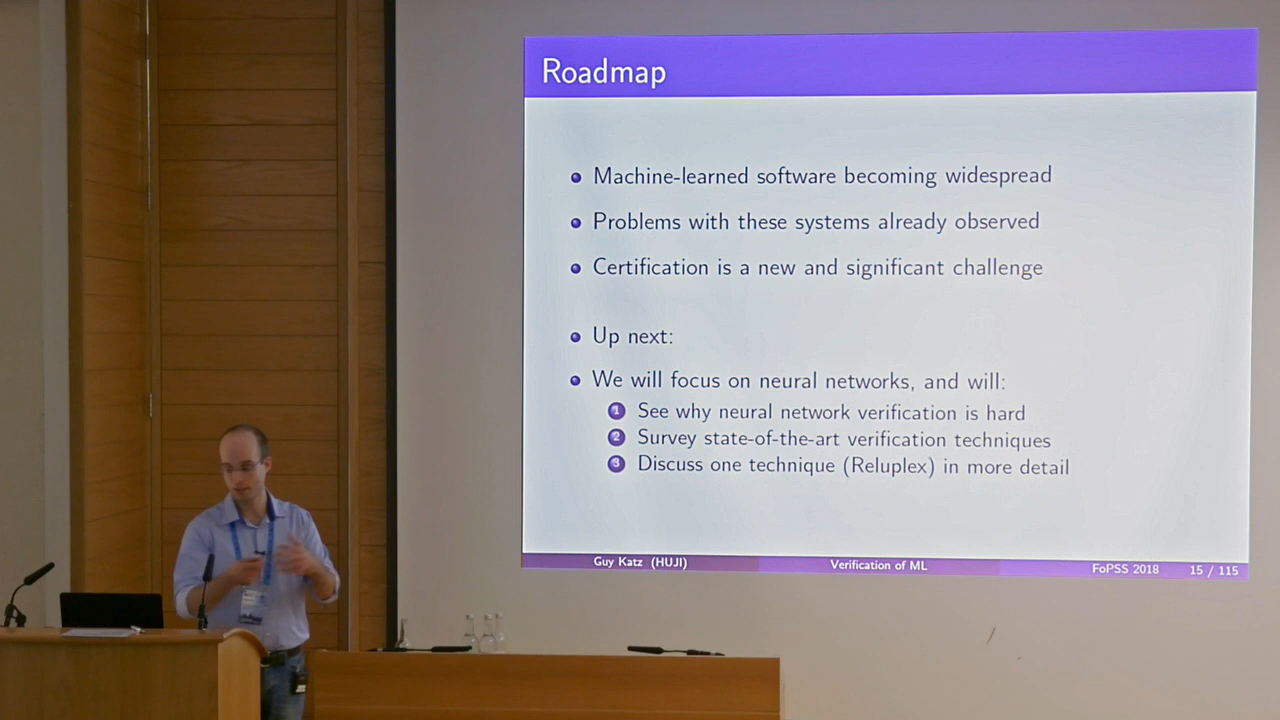 Roadmap
Machine-learned software becoming widespread
Problems with these systems already observed
Certification is a new and significant challenge
Up next:
We will focus on neural networks, and will:
1 See why neural network verification is hard
2 Survey state-of-the-art verification techniques
3 Discuss one technique (Reluplex) in more detail
Guy Katz (HUJI) Verification of ML FoPSS 2018 15 / 115